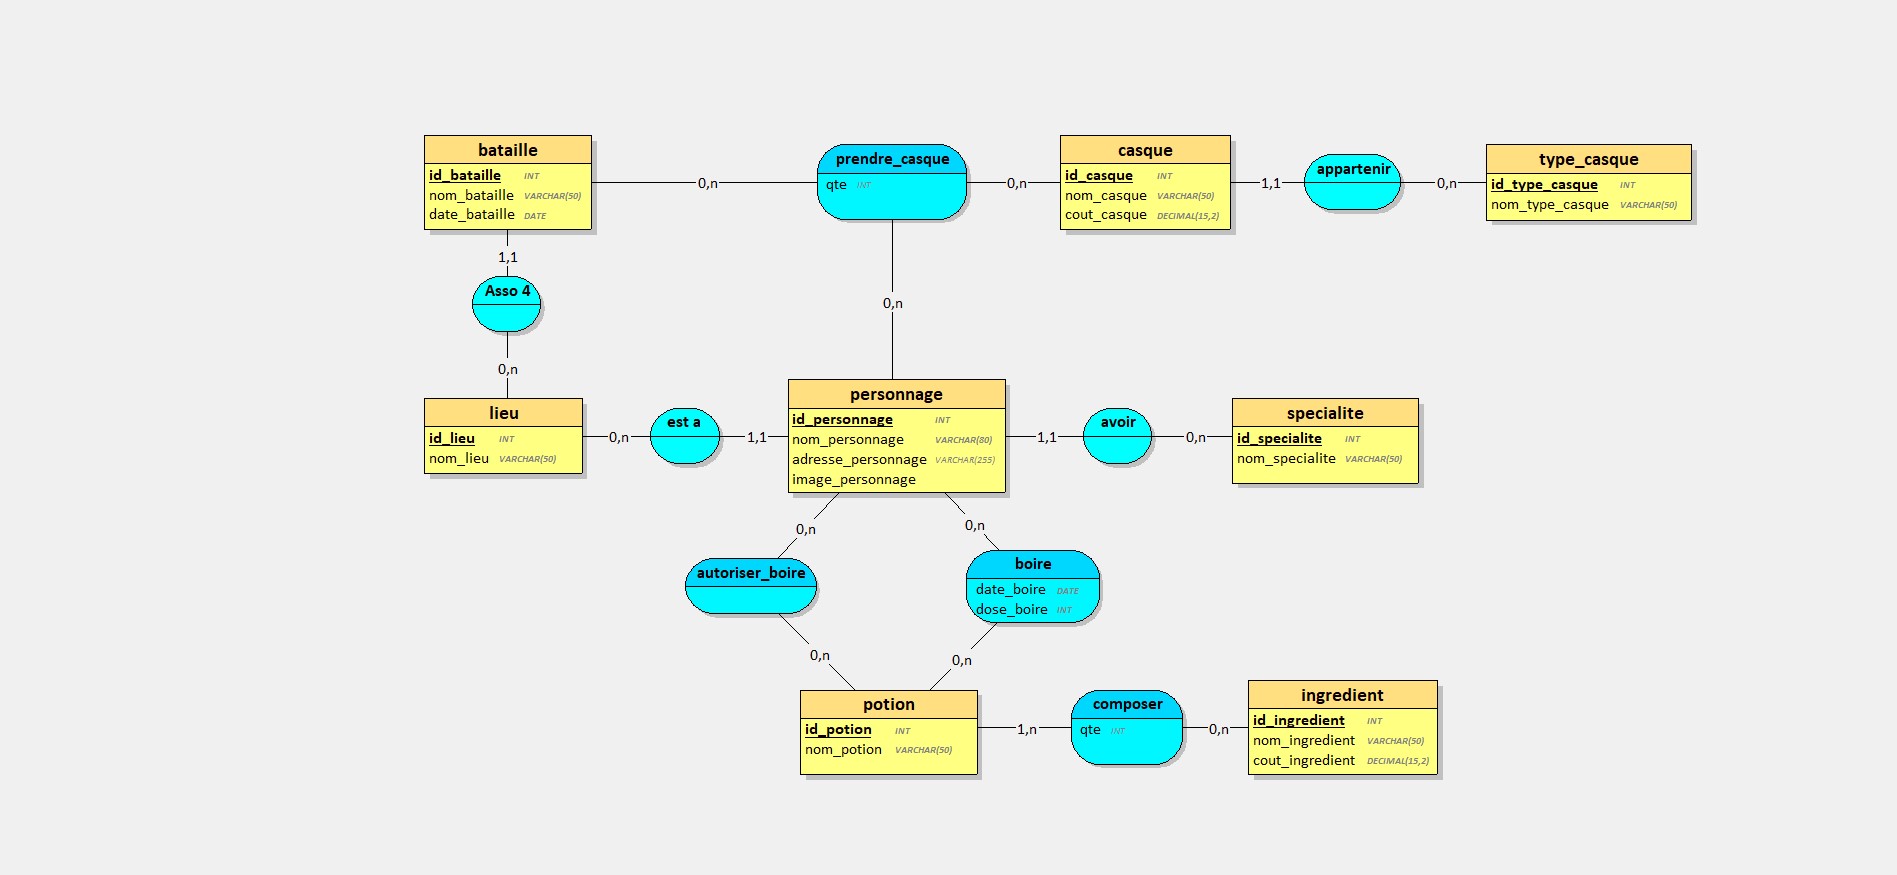 bataille
id_bataille INT
nom_bataille VARCHAR(50)
date_bataille DATE
0,n
prendre_casque
qte INT
0,n
casque
id_casque INT
nom_casque VARCHAR(50)
cout_casque DECIMAL(15,2)
1,1
appartenir
0,n
type_casque
id_type_casque INT
nom_type_casque VARCHAR(50)
1,1
Asso 4
0,n
0,n
lieu
id_lieu INT
nom_lieu VARCHAR(50)
0,n
est a
1,1
personnage
id_personnage INT
nom_personnage VARCHAR(80)
adresse_personnage VARCHAR(255)
image_personnage
1,1
avoir
0,n
specialite
id_specialite INT
nom_specialite VARCHAR(50)
0,n
0,n
autoriser_boire
boire
date_boire DATE
dose_boire INT
0,n
0,n
potion
id_potion INT
nom_potion VARCHAR(50)
1,n
composer
qte INT
0,n
ingredient
id_ingredient INT
nom_ingredient VARCHAR(50)
cout_ingredient DECIMAL(15,2)